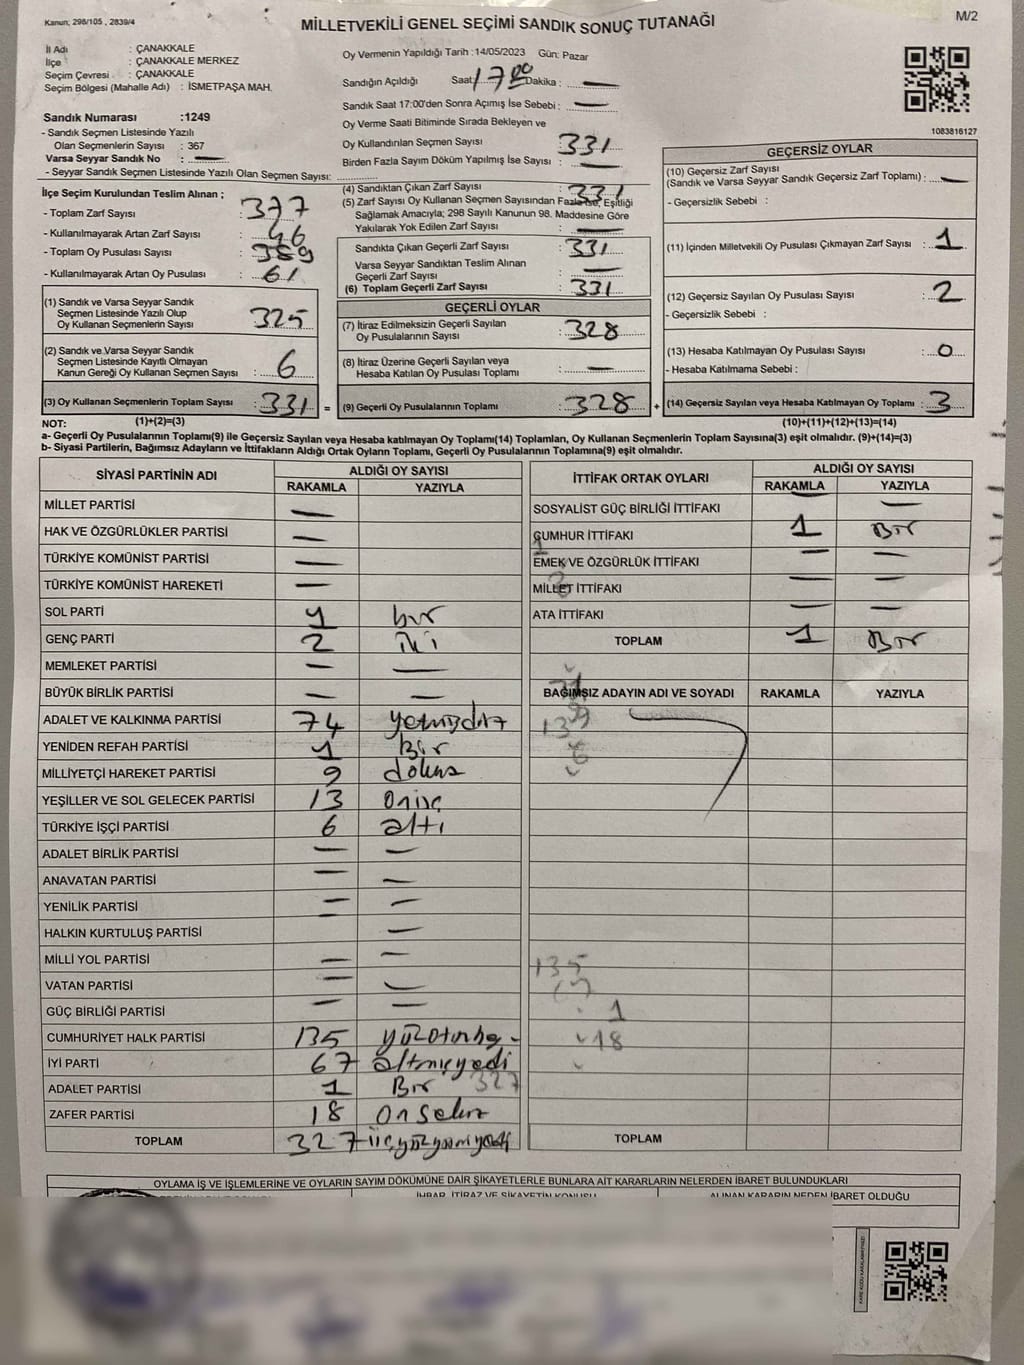 Kanun; 298/105 , 2839/4
MİLLETVEKİLİ GENEL SEÇİMİ SANDIK SONUÇ TUTANAĞI
M/2
İl Adı : ÇANAKKALE
İlçe : ÇANAKKALE MERKEZ
Seçim Çevresi : ÇANAKKALE
Seçim Bölgesi (Mahalle Adı) : İSMETPAŞA MAH.
Oy Vermenin Yapıldığı Tarih :14/05/2023 Gün: Pazar
Sandığın Açıldığı Saat: 17 00 Dakika : —
Sandık Saat 17:00'den Sonra Açımış İse Sebebi : —
Oy Verme Saati Bitiminde Sırada Bekleyen ve
Oy Kullandırılan Seçmen Sayısı : 331
Birden Fazla Sayım Döküm Yapılmış İse Sayısı : —
1083816127
Sandık Numarası :1249
- Sandık Seçmen Listesinde Yazılı
Olan Seçmenlerin Sayısı : 367
Varsa Seyyar Sandık No : —
- Seyyar Sandık Seçmen Listesinde Yazılı Olan Seçmen Sayısı:
İlçe Seçim Kurulundan Teslim Alınan ;
- Toplam Zarf Sayısı : 377
- Kullanılmayarak Artan Zarf Sayısı : 46
- Toplam Oy Pusulası Sayısı : 389
- Kullanılmayarak Artan Oy Pusulası : 61
(1) Sandık ve Varsa Seyyar Sandık
Seçmen Listesinde Yazılı Olup
Oy Kullanan Seçmenlerin Sayısı : 325
(2) Sandık ve Varsa Seyyar Sandık
Seçmen Listesinde Kayıtlı Olmayan
Kanun Gereği Oy Kullanan Seçmen Sayısı : 6
(3) Oy Kullanan Seçmenlerin Toplam Sayısı : 331 =
(4) Sandıktan Çıkan Zarf Sayısı : 331
(5) Zarf Sayısı Oy Kullanan Seçmen Sayısından Fazla İse, Eşitliği
Sağlamak Amacıyla; 298 Sayılı Kanunun 98. Maddesine Göre
Yakılarak Yok Edilen Zarf Sayısı : —
Sandıkta Çıkan Geçerli Zarf Sayısı : 331
Varsa Seyyar Sandıktan Teslim Alınan
Geçerli Zarf Sayısı : —
(6) Toplam Geçerli Zarf Sayısı : 331
GEÇERLİ OYLAR
(7) İtiraz Edilmeksizin Geçerli Sayılan
Oy Pusulalarının Sayısı : 328
(8) İtiraz Üzerine Geçerli Sayılan veya
Hesaba Katılan Oy Pusulası Toplamı : —
(9) Geçerli Oy Pusulalarının Toplamı : 328 +
GEÇERSİZ OYLAR
(10) Geçersiz Zarf Sayısı
(Sandık ve Varsa Seyyar Sandık Geçersiz Zarf Toplamı) : —
- Geçersizlik Sebebi :
(11) İçinden Milletvekili Oy Pusulası Çıkmayan Zarf Sayısı : 1
(12) Geçersiz Sayılan Oy Pusulası Sayısı : 2
- Geçersizlik Sebebi :
(13) Hesaba Katılmayan Oy Pusulası Sayısı : 0
- Hesaba Katılmama Sebebi :
(14) Geçersiz Sayılan veya Hesaba Katılmayan Oy Toplamı : 3
NOT: (1)+(2)=(3) (10)+(11)+(12)+(13)=(14)
a- Geçerli Oy Pusulalarının Toplamı(9) ile Geçersiz Sayılan veya Hesaba katılmayan Oy Toplamı(14) Toplamları, Oy Kullanan Seçmenlerin Toplam Sayısına(3) eşit olmalıdır. (9)+(14)=(3)
b- Siyasi Partilerin, Bağımsız Adayların ve İttifakların Aldığı Ortak Oyların Toplamı, Geçerli Oy Pusulalarının Toplamına(9) eşit olmalıdır.
SİYASİ PARTİNİN ADI ALDIĞI OY SAYISI
RAKAMLA YAZIYLA
MİLLET PARTİSİ —
HAK VE ÖZGÜRLÜKLER PARTİSİ —
TÜRKİYE KOMÜNİST PARTİSİ —
TÜRKİYE KOMÜNİST HAREKETİ —
SOL PARTİ 1 bir
GENÇ PARTİ 2 iki
MEMLEKET PARTİSİ — —
BÜYÜK BİRLİK PARTİSİ — —
ADALET VE KALKINMA PARTİSİ 74 yetmişdört
YENİDEN REFAH PARTİSİ 1 Bir
MİLLİYETÇİ HAREKET PARTİSİ 9 dokuz
YEŞİLLER VE SOL GELECEK PARTİSİ 13 onüç
TÜRKİYE İŞÇİ PARTİSİ 6 altı
ADALET BİRLİK PARTİSİ — —
ANAVATAN PARTİSİ — —
YENİLİK PARTİSİ — —
HALKIN KURTULUŞ PARTİSİ — —
MİLLİ YOL PARTİSİ — —
VATAN PARTİSİ — —
GÜÇ BİRLİĞİ PARTİSİ — —
CUMHURİYET HALK PARTİSİ 135
İYİ PARTİ 67 altmışyedi
ADALET PARTİSİ 1 Bir 327
ZAFER PARTİSİ 18 onsekiz
TOPLAM 327 üçyüzyirmiyedi
İTTİFAK ORTAK OYLARI ALDIĞI OY SAYISI
RAKAMLA YAZIYLA
SOSYALİST GÜÇ BİRLİĞİ İTTİFAKI — —
CUMHUR İTTİFAKI 1 Bir
EMEK VE ÖZGÜRLÜK İTTİFAKI — —
MİLLET İTTİFAKI — —
ATA İTTİFAKI — —
TOPLAM 1 Bir
BAĞIMSIZ ADAYIN ADI VE SOYADI RAKAMLA YAZIYLA
135
67
1
18
TOPLAM
OYLAMA İŞ VE İŞLEMLERİNE VE OYLARIN SAYIM DÖKÜMÜNE DAİR ŞİKAYETLERLE BUNLARA AİT KARARLARIN NELERDEN İBARET BULUNDUKLARI
İHBAR, İTİRAZ VE ŞİKAYETİN KONUSU
ALINAN KARARIN NEDEN İBARET OLDUĞU